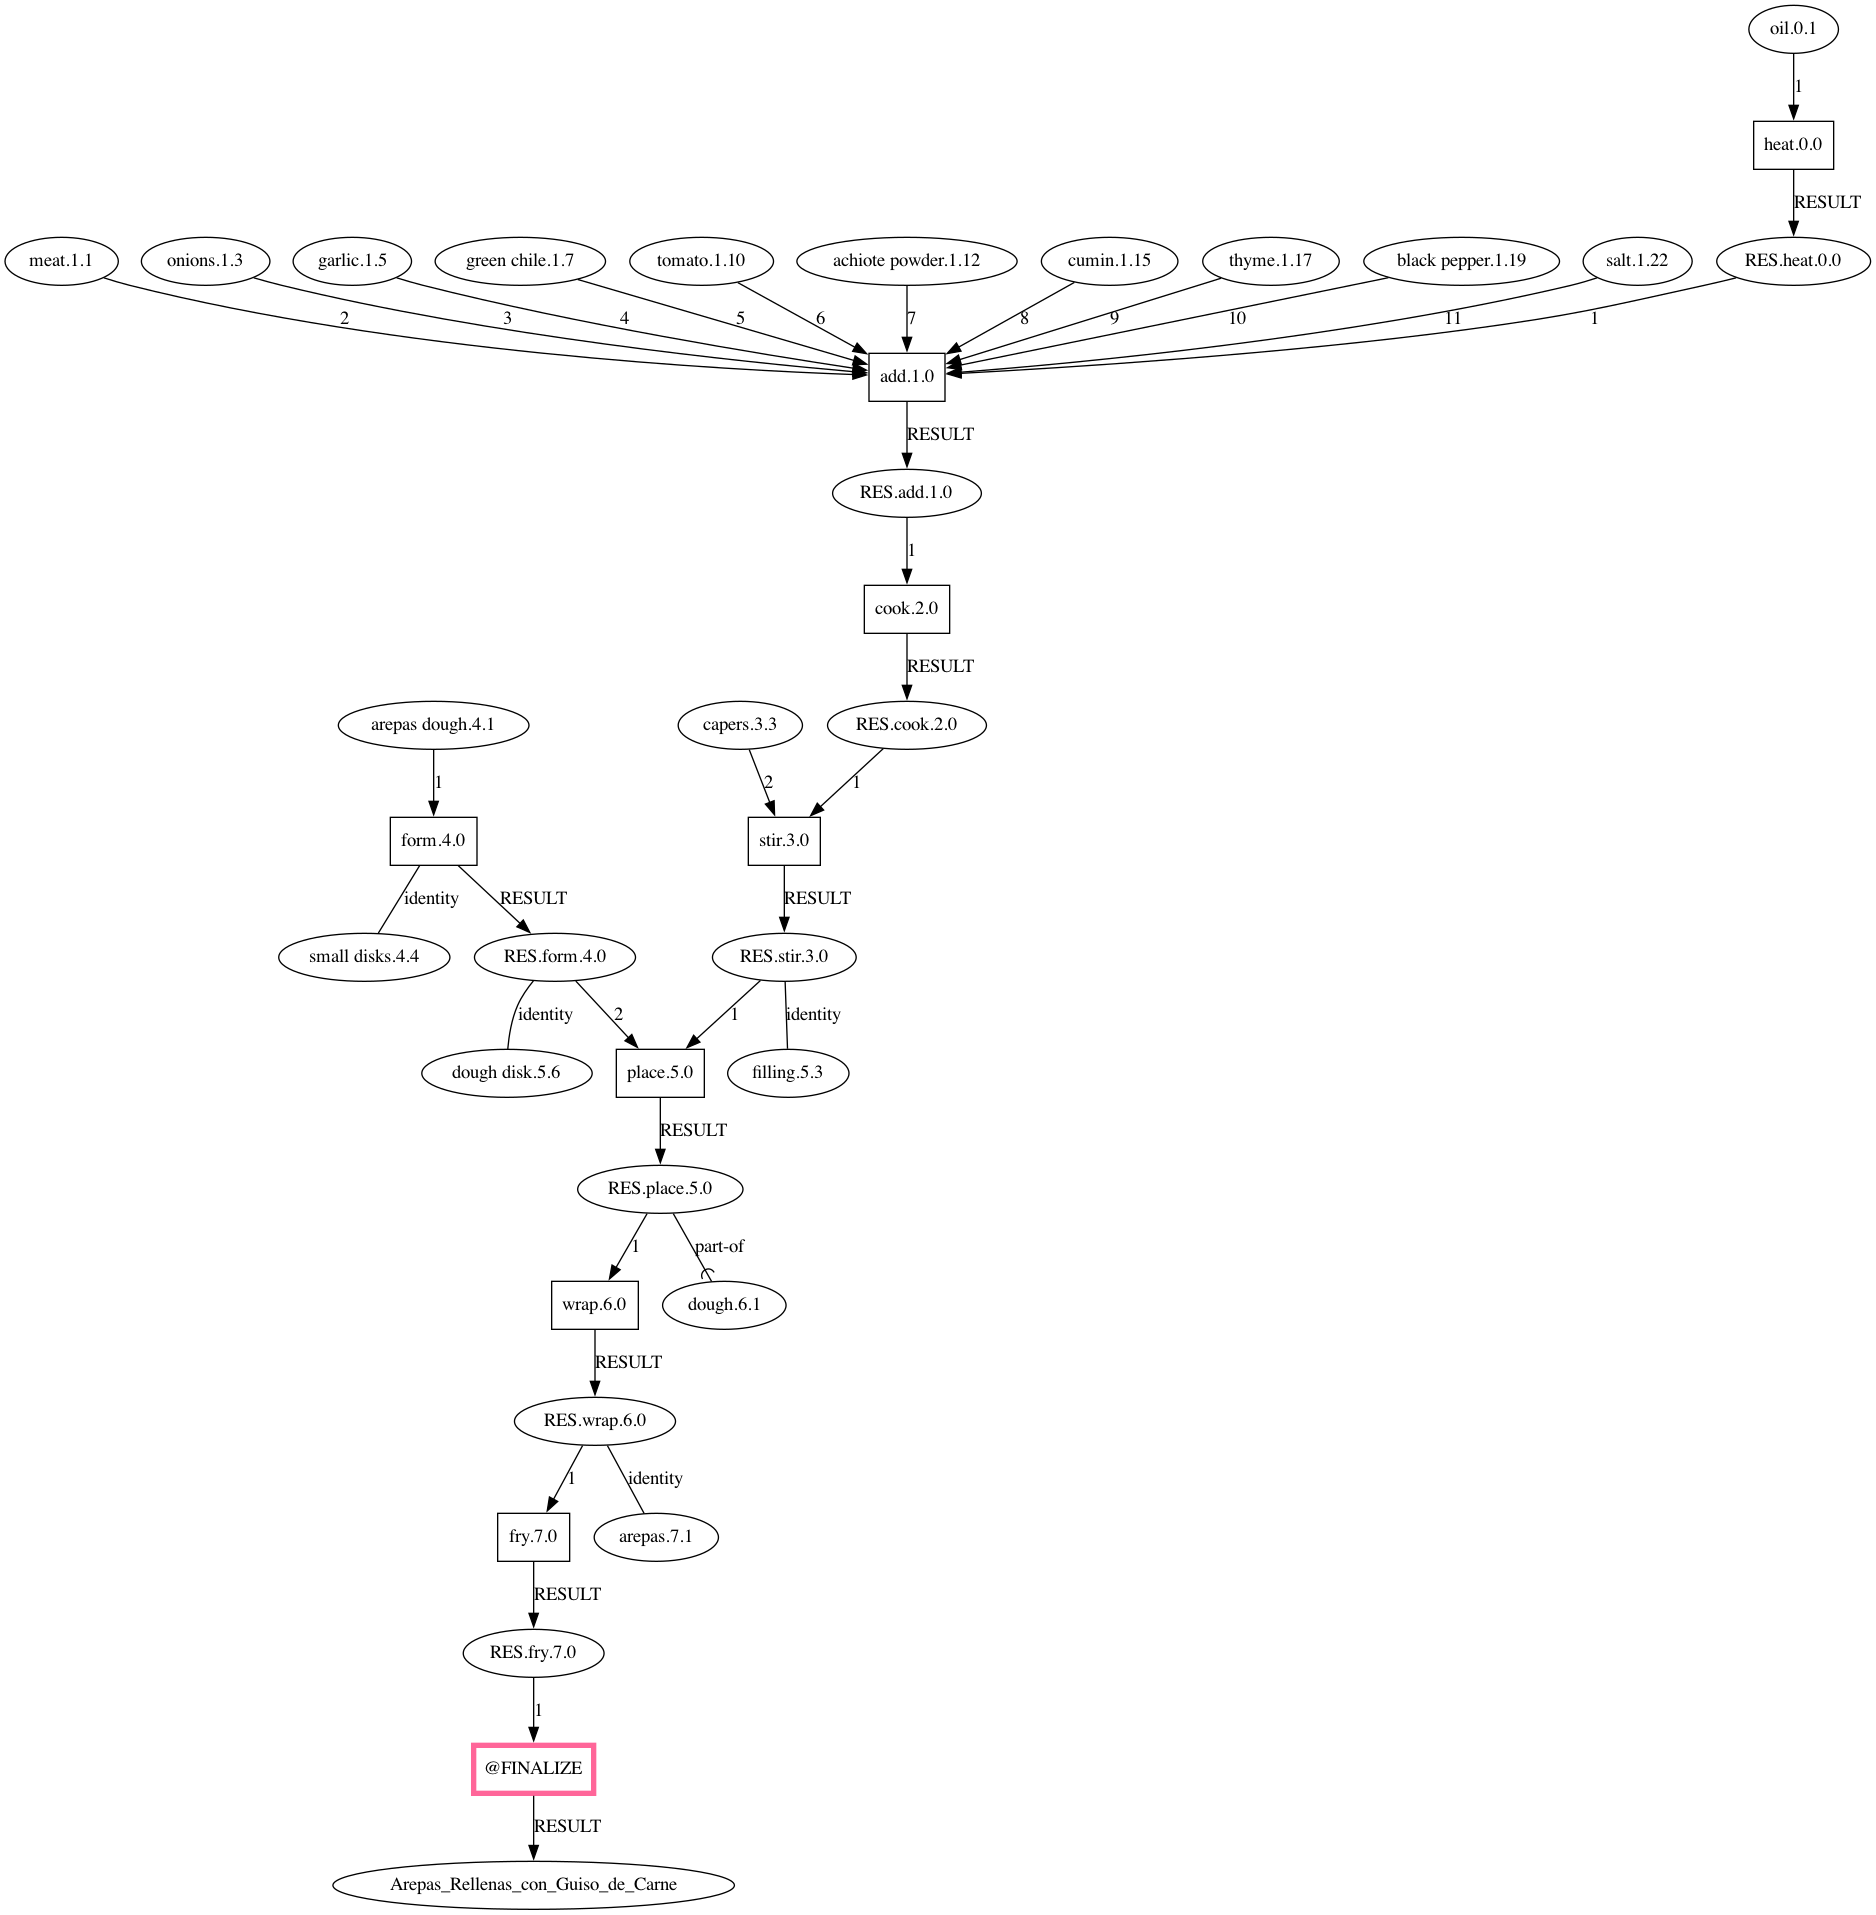 oil.0.1
1
heat.0.0
RESULT
meat.1.1
onions.1.3
garlic.1.5
green chile.1.7
tomato.1.10
achiote powder.1.12
cumin.1.15
thyme.1.17
black pepper.1.19
salt.1.22
RES.heat.0.0
2
3
4
5
6
7
8
9
10
11
1
add.1.0
RESULT
RES.add.1.0
1
cook.2.0
RESULT
arepas dough.4.1
capers.3.3
RES.cook.2.0
1
2
1
form.4.0
stir.3.0
identity
RESULT
RESULT
small disks.4.4
RES.form.4.0
RES.stir.3.0
identity
2
1
identity
dough disk.5.6
place.5.0
filling.5.3
RESULT
RES.place.5.0
1
part-of
wrap.6.0
dough.6.1
RESULT
RES.wrap.6.0
1
identity
fry.7.0
arepas.7.1
RESULT
RES.fry.7.0
1
@FINALIZE
RESULT
Arepas_Rellenas_con_Guiso_de_Carne